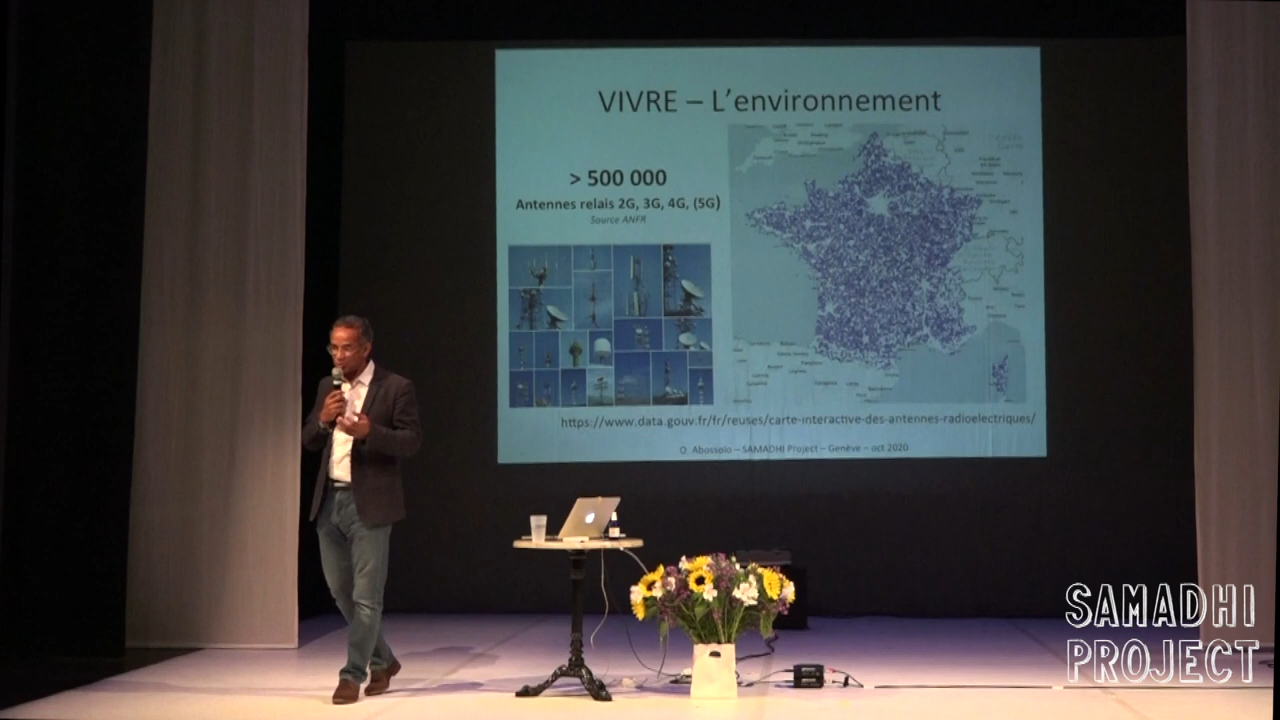 VIVRE – L'environnement
> 500 000
Antennes relais 2G, 3G, 4G, (5G)
Source ANFR
https://www.data.gouv.fr/fr/reuses/carte-interactive-des-antennes-radioelectriques/
O. Abossolo – SAMADHI Project – Genève – oct 2020
SAMADHI
PROJECT